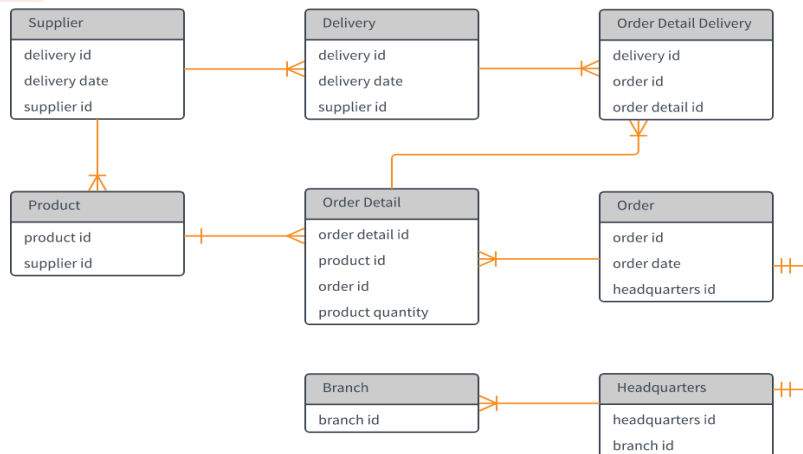 Supplier
delivery id
delivery date
supplier id
Delivery
delivery id
delivery date
supplier id
Order Detail Delivery
delivery id
order id
order detail id
Product
product id
supplier id
Order Detail
order detail id
product id
order id
product quantity
Order
order id
order date
headquarters id
Branch
branch id
Headquarters
headquarters id
branch id